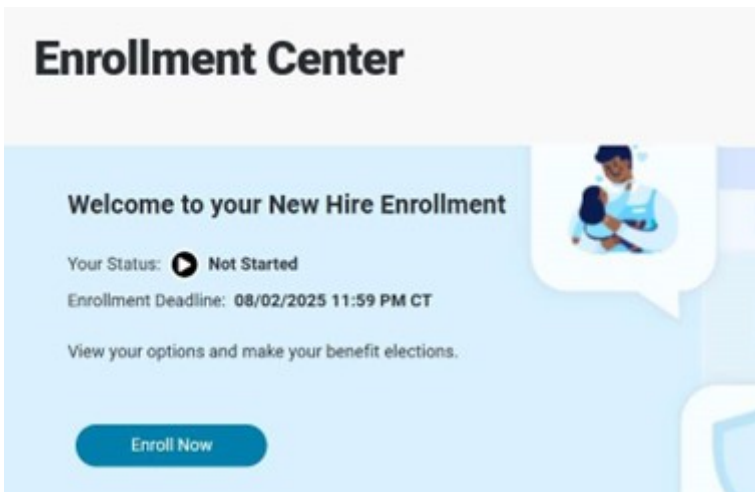 Enrollment Center
Welcome to your New Hire Enrollment
Your Status: Not Started
Enrollment Deadline: 08/02/2025 11:59 PM CT
View your options and make your benefit elections.
Enroll Now